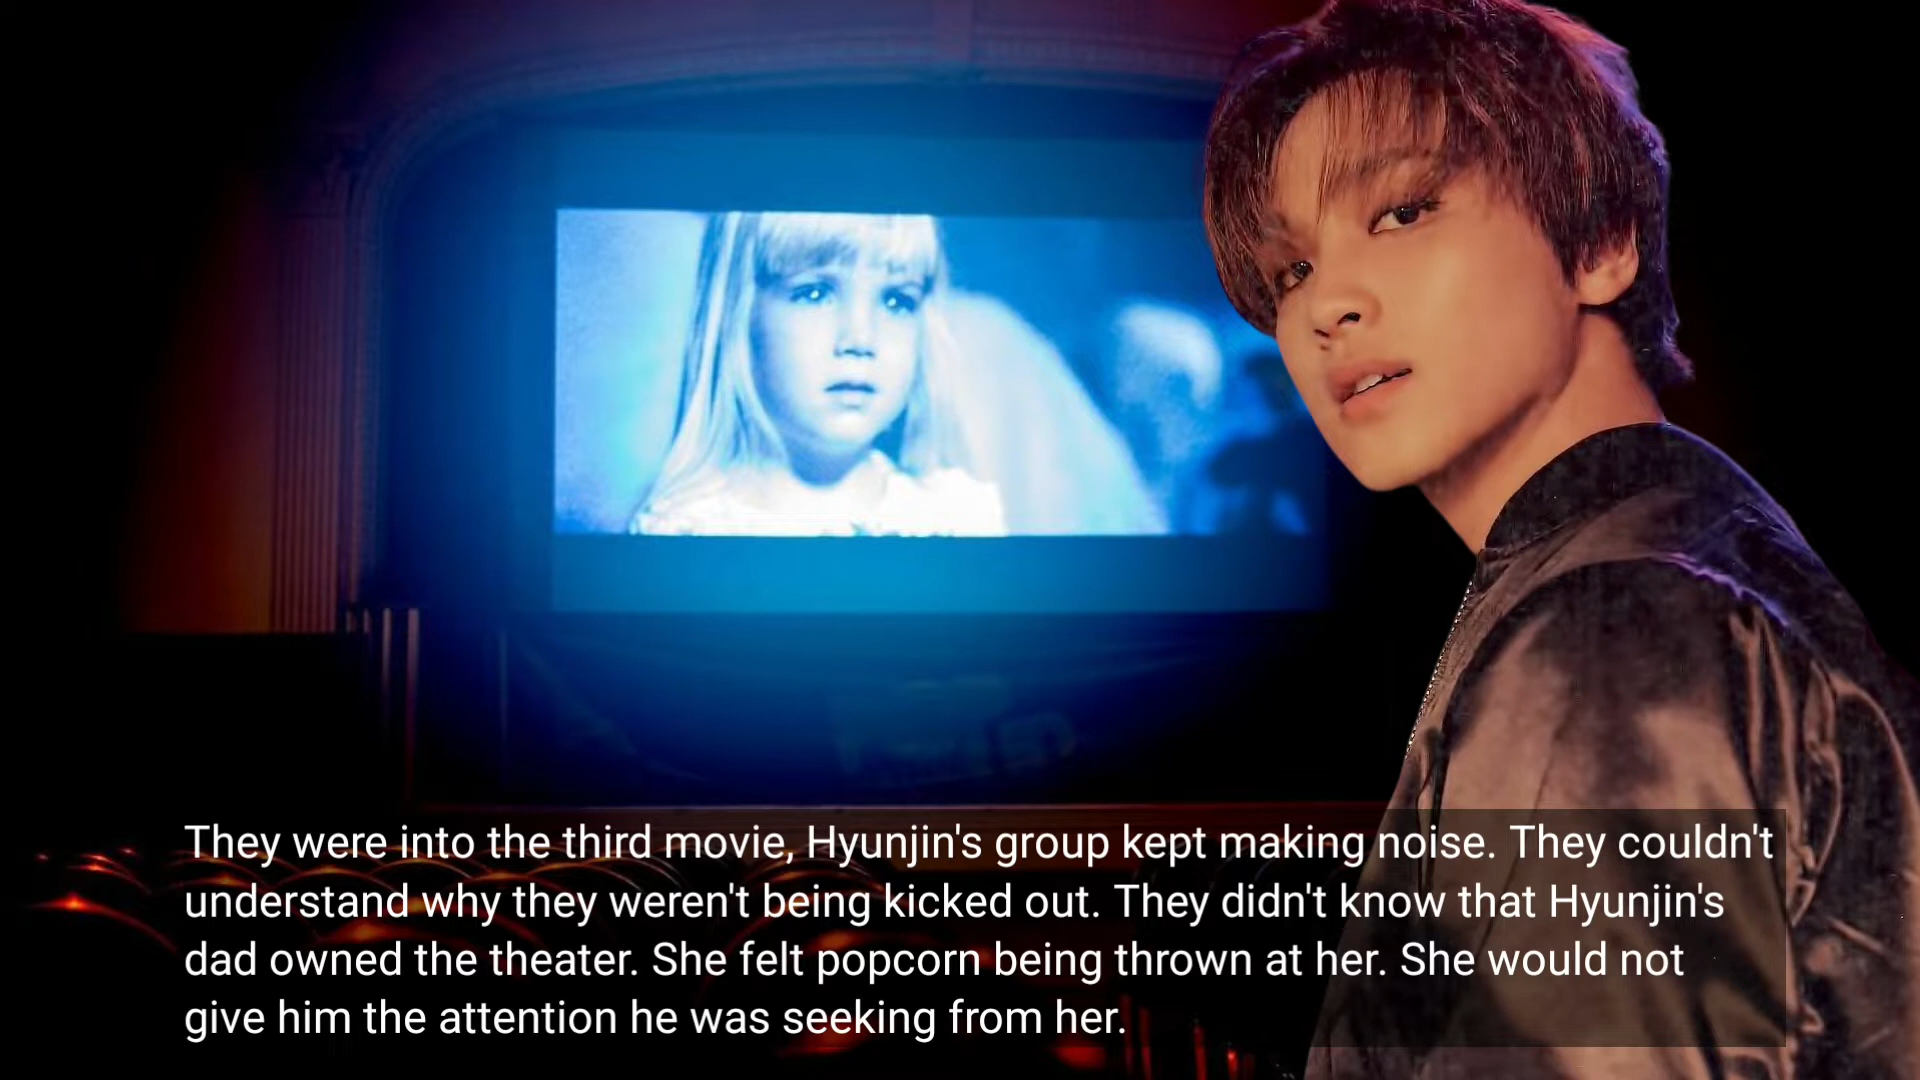 They were into the third movie, Hyunjin's group kept making noise. They couldn't
understand why they weren't being kicked out. They didn't know that Hyunjin's
dad owned the theater. She felt popcorn being thrown at her. She would not
give him the attention he was seeking from her.